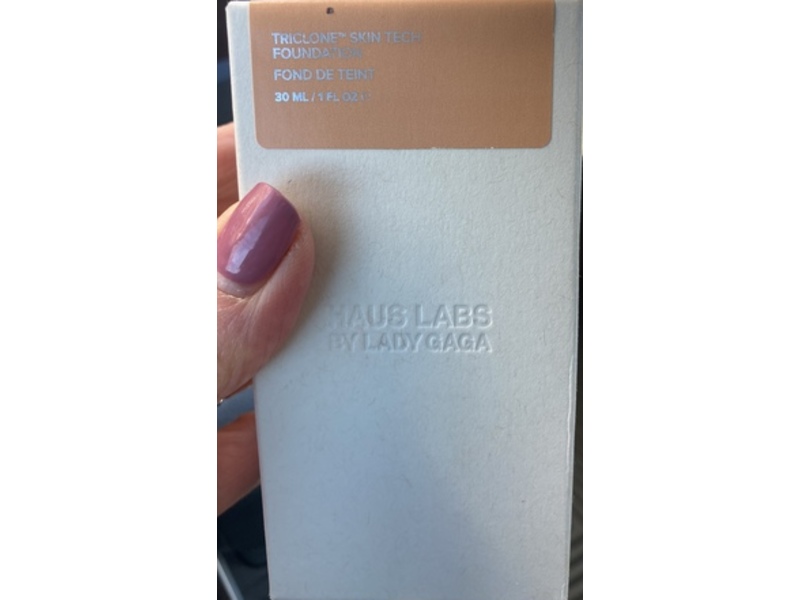 TRICLONE™ SKIN TECH
FOUNDATION
FOND DE TEINT
30 ML / 1 FL OZ ℮
HAUS LABS
BY LADY GAGA